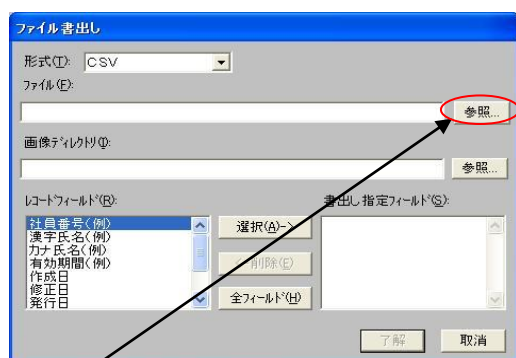 ファイル書出し
形式(T): CSV
ファイル(F):
参照...
画像ディレクトリ(I):
参照...
レコードフィールド(R):
書出し指定フィールド(S):
社員番号(例)
漢字氏名(例)
カナ氏名(例)
有効期間(例)
作成日
修正日
発行日
選択(A)->
<-削除(E)
全フィールド(H)
了解
取消